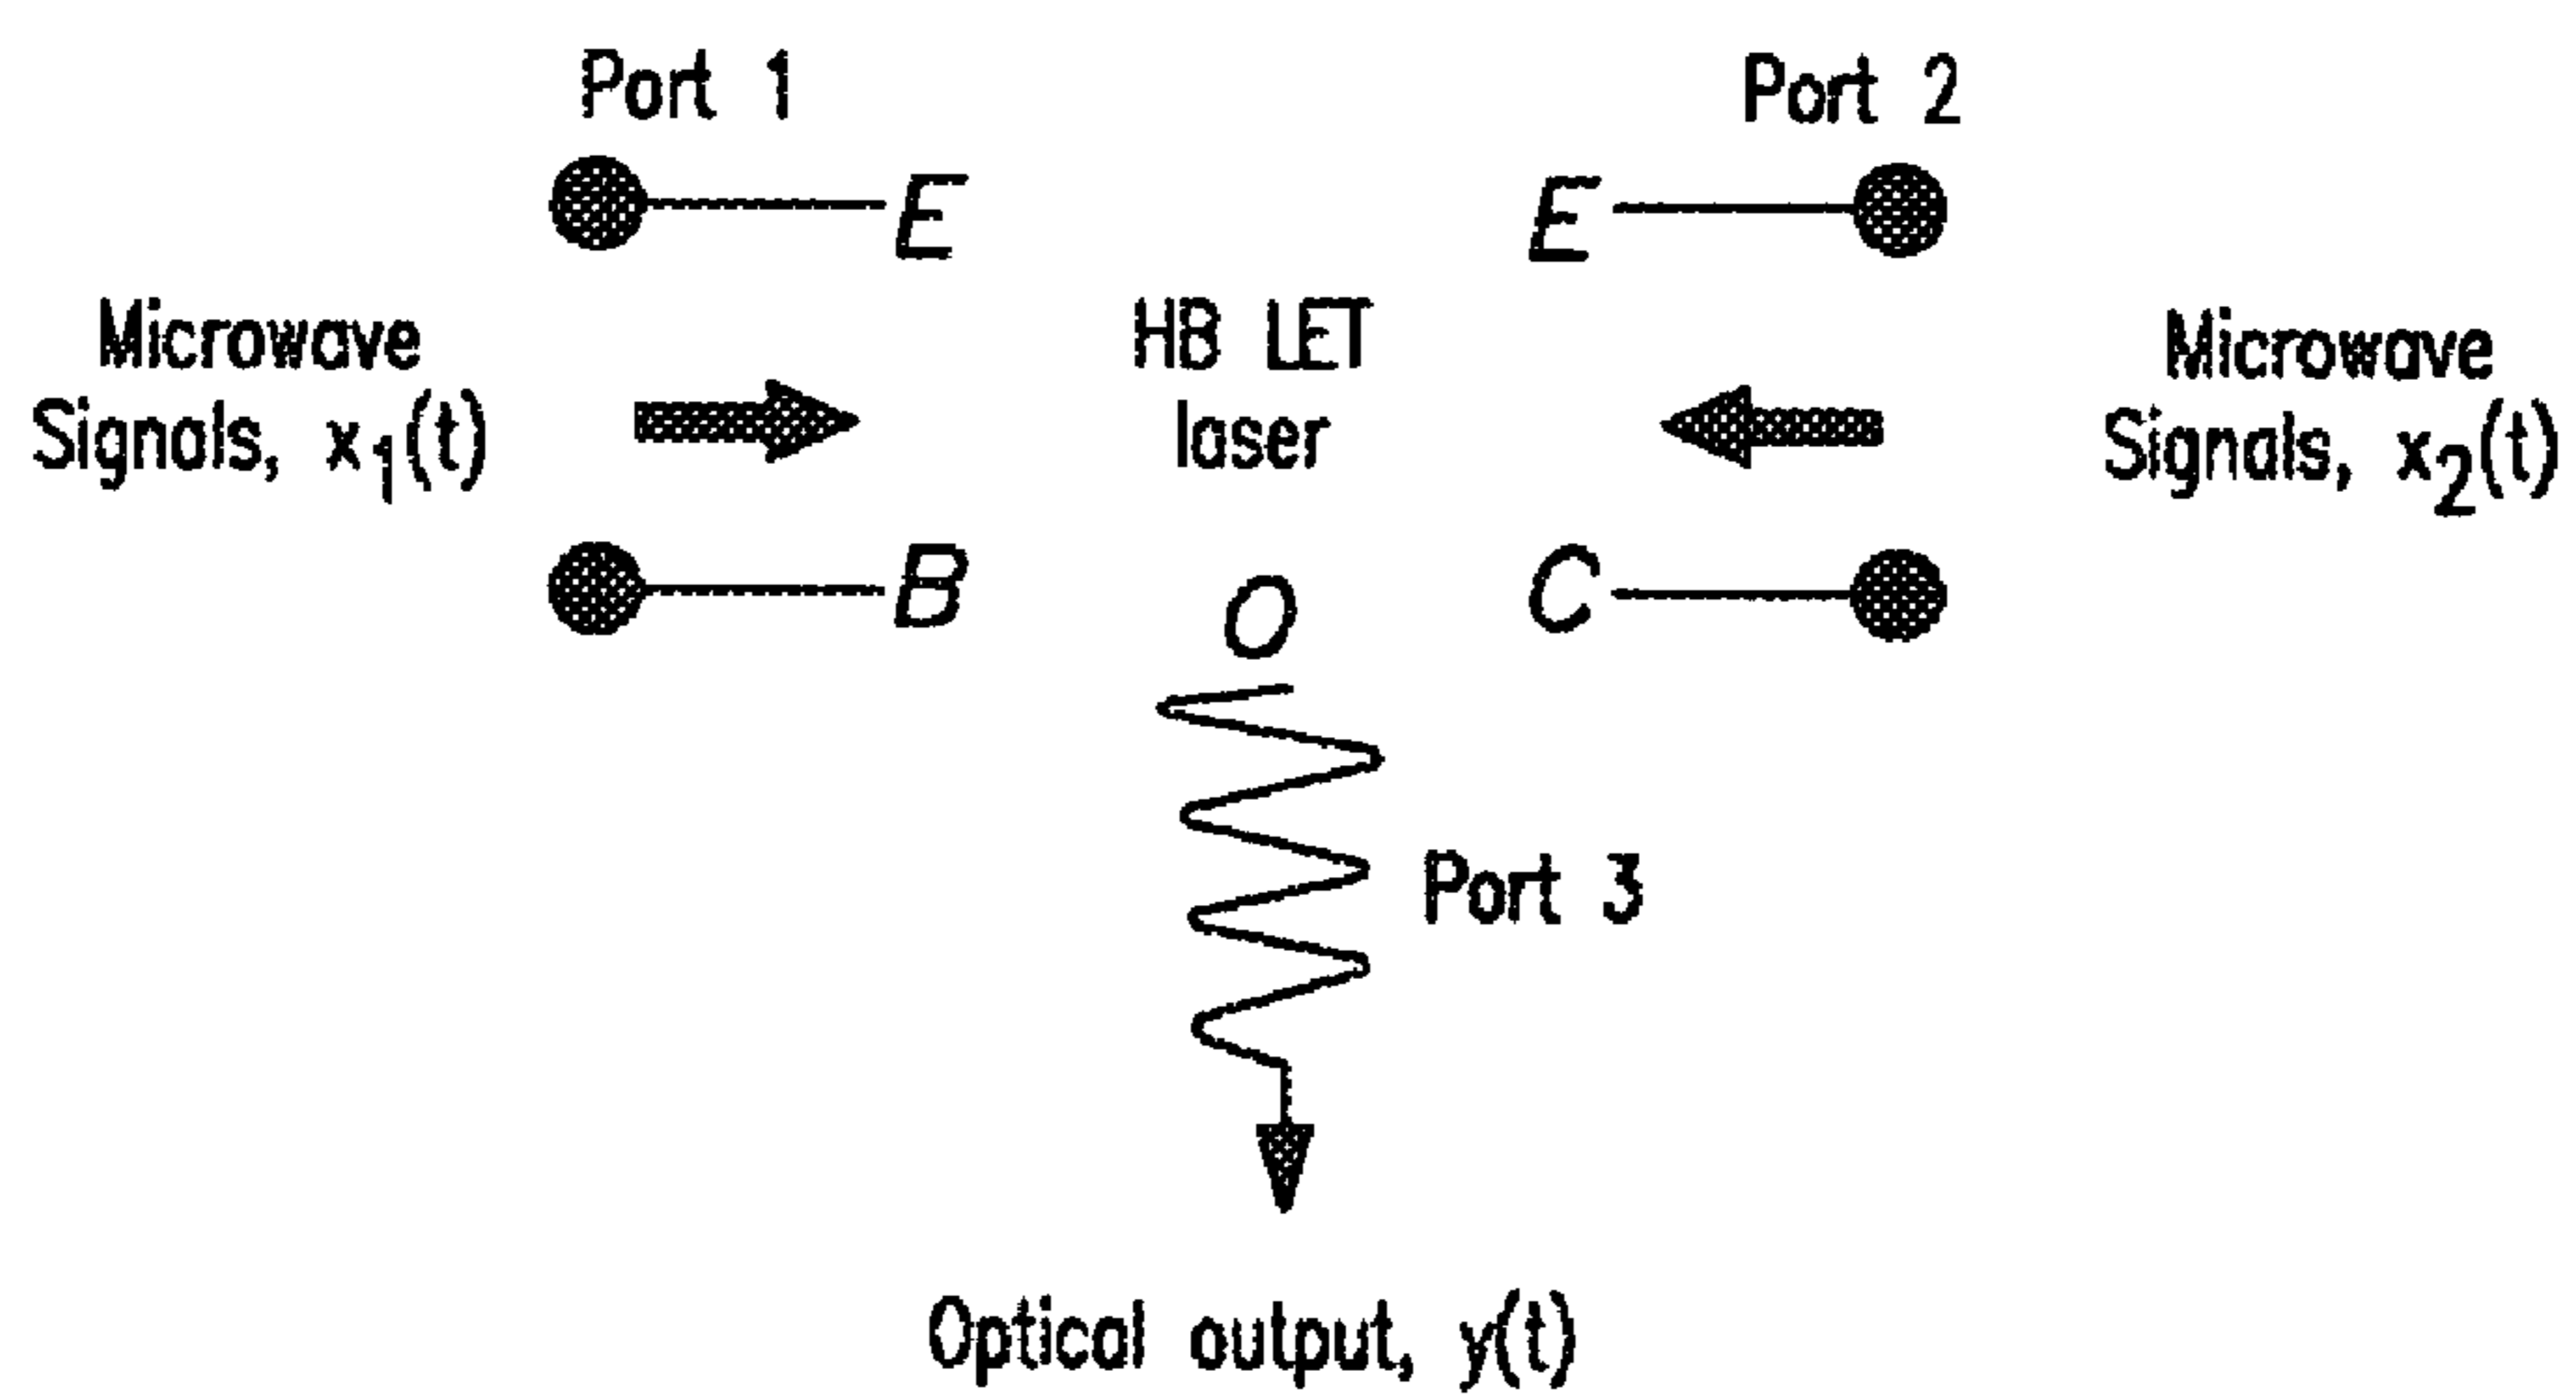 Port 1
Port 2
E
E
Microwave
Signals, x₁(t)
HB LET
laser
Microwave
Signals, x₂(t)
B
O
C
Port 3
Optical output, y(t)